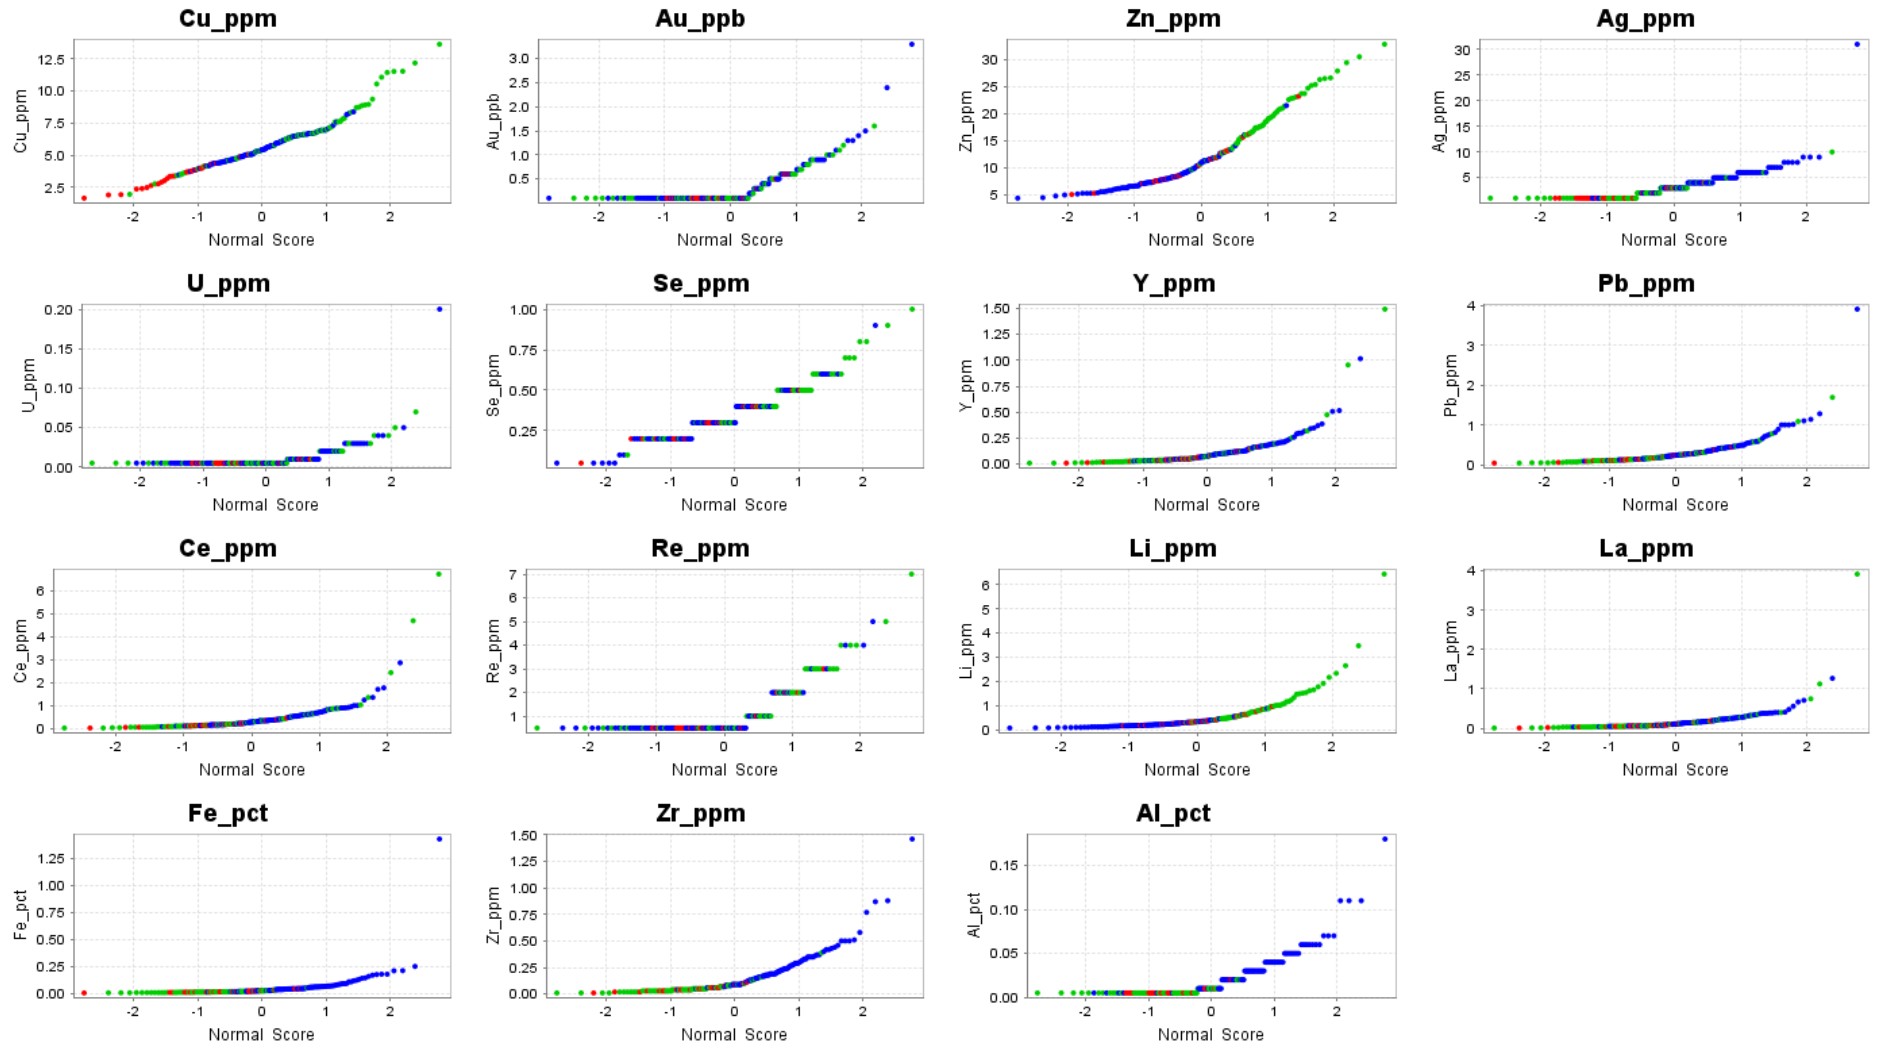 Cu_ppm
Au_ppb
Zn_ppm
Ag_ppm
Cu_ppm
12.5
10.0
7.5
5.0
2.5
-2 -1 0 1 2
Normal Score
Au_ppb
3.0
2.5
2.0
1.5
1.0
0.5
-2 -1 0 1 2
Normal Score
Zn_ppm
30
25
20
15
10
5
-2 -1 0 1 2
Normal Score
Ag_ppm
30
25
20
15
10
5
-2 -1 0 1 2
Normal Score
U_ppm
Se_ppm
Y_ppm
Pb_ppm
U_ppm
0.20
0.15
0.10
0.05
0.00
-2 -1 0 1 2
Normal Score
Se_ppm
1.00
0.75
0.50
0.25
-2 -1 0 1 2
Normal Score
Y_ppm
1.50
1.25
1.00
0.75
0.50
0.25
0.00
-2 -1 0 1 2
Normal Score
Pb_ppm
4
3
2
1
0
-2 -1 0 1 2
Normal Score
Ce_ppm
Re_ppm
Li_ppm
La_ppm
Ce_ppm
6
5
4
3
2
1
0
-2 -1 0 1 2
Normal Score
Re_ppm
7
6
5
4
3
2
1
-2 -1 0 1 2
Normal Score
Li_ppm
6
5
4
3
2
1
0
-2 -1 0 1 2
Normal Score
La_ppm
4
3
2
1
0
-2 -1 0 1 2
Normal Score
Fe_pct
Zr_ppm
Al_pct
Fe_pct
1.25
1.00
0.75
0.50
0.25
0.00
-2 -1 0 1 2
Normal Score
Zr_ppm
1.50
1.25
1.00
0.75
0.50
0.25
0.00
-2 -1 0 1 2
Normal Score
Al_pct
0.15
0.10
0.05
0.00
-2 -1 0 1 2
Normal Score